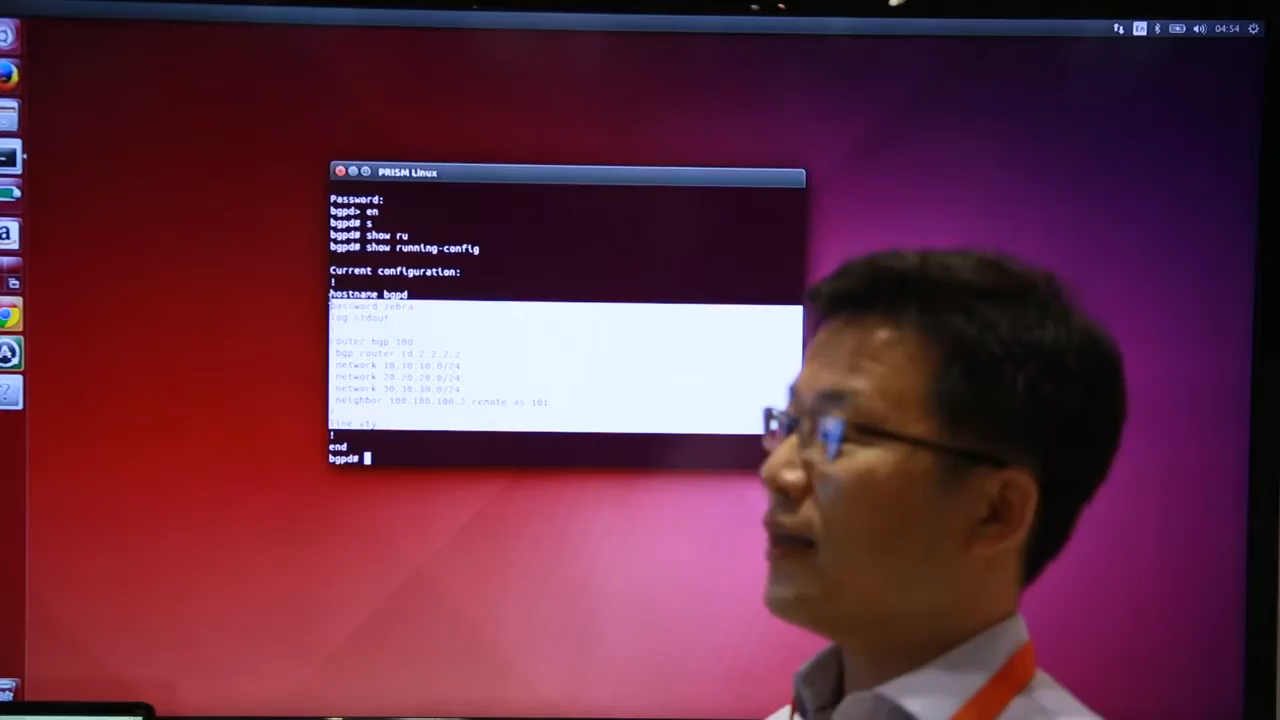 En
04:54
PRISM Linux
Password:
bgpd> en
bgpd# s
bgpd# show ru
bgpd# show running-config
Current configuration:
!
hostname bgpd
password zebra
log stdout
!
router bgp 100
bgp router-id 2.2.2.2
network 10.10.10.0/24
network 20.20.20.0/24
network 30.30.30.0/24
neighbor 100.100.100.2 remote-as 101
!
line vty
!
end
bgpd#
a
A
?